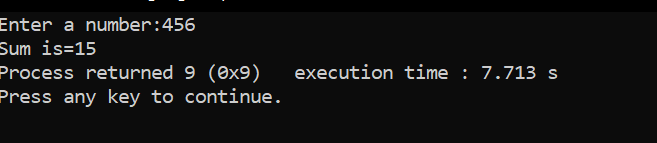 Enter a number:456
Sum is=15
Process returned 9 (0x9)   execution time : 7.713 s
Press any key to continue.